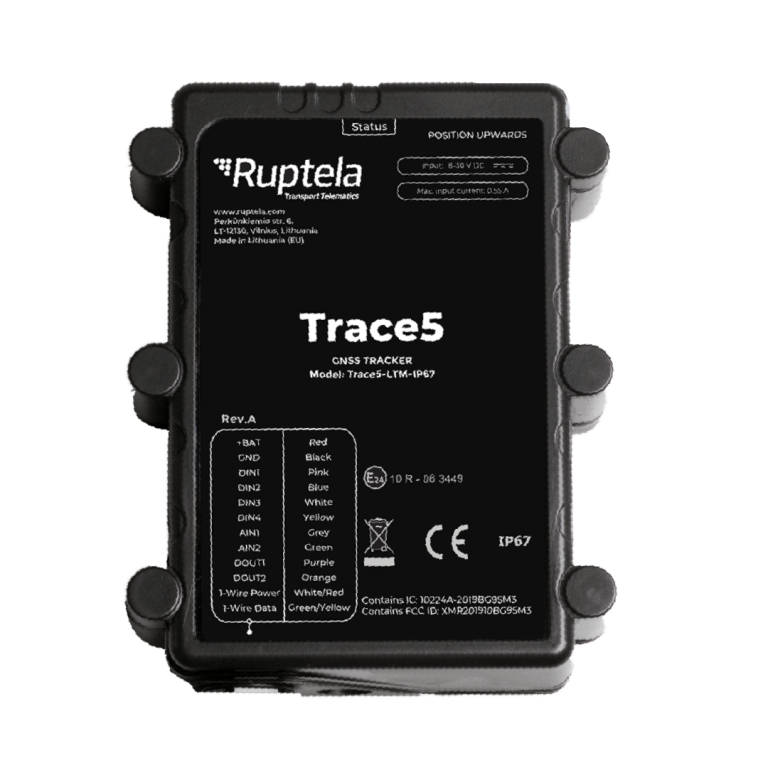 Status
POSITION UPWARDS
Ruptela
Transport Telematics
Input: 8-30 V DC
Max. input current: 0.55 A
www.ruptela.com
Perkūnkiemio str. 6,
LT-12130, Vilnius, Lithuania
Made in Lithuania (EU)
Trace5
GNSS TRACKER
Model: Trace5-LTM-IP67
Rev.A
+BAT Red
GND Black
DIN1 Pink
DIN2 Blue
DIN3 White
DIN4 Yellow
AIN1 Grey
AIN2 Green
DOUT1 Purple
DOUT2 Orange
1-Wire Power White/Red
1-Wire Data Green/Yellow
E24 10 R - 06 3449
CE
IP67
Contains IC: 10224A-2019BG95M3
Contains FCC ID: XMR201910BG95M3